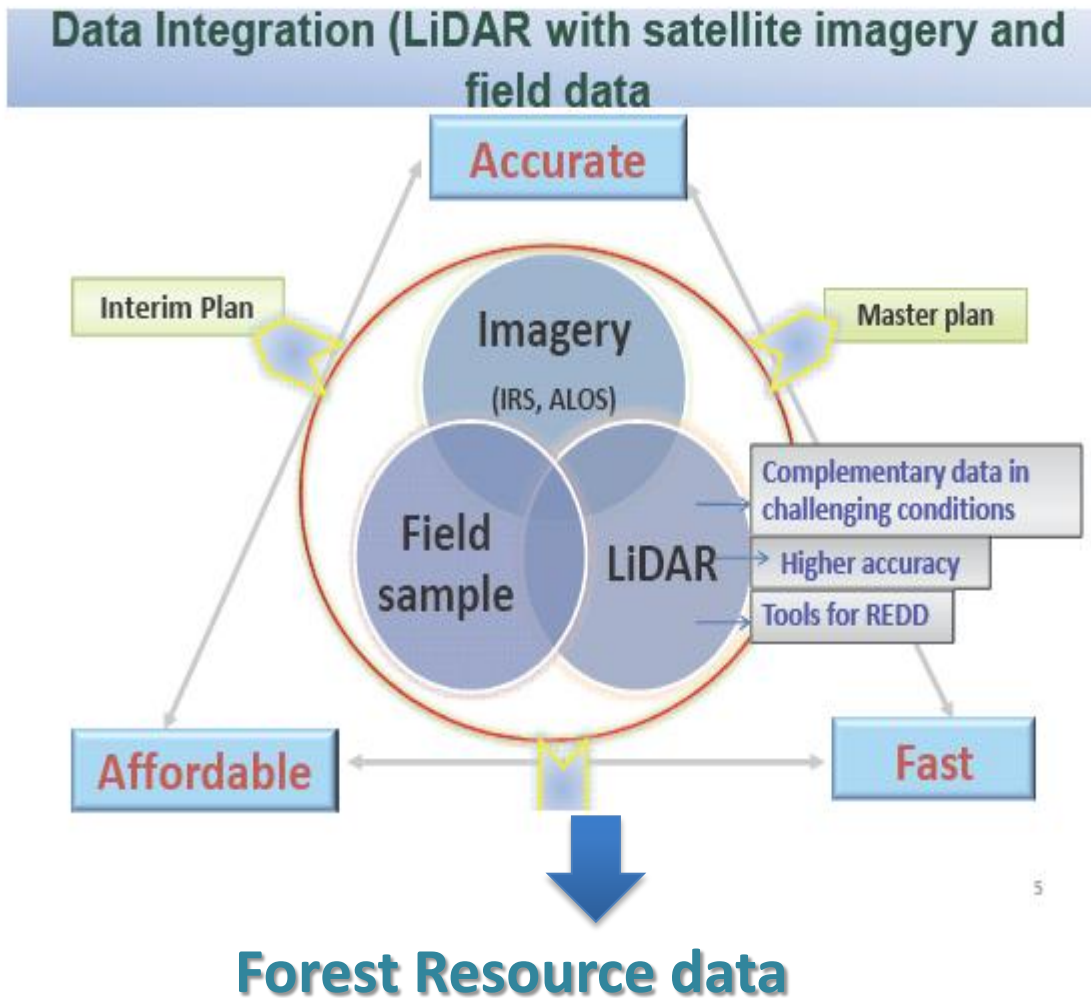 Data Integration (LiDAR with satellite imagery and
field data
Accurate
Interim Plan
Master plan
Imagery
(IRS, ALOS)
Field
sample
LiDAR
Complementary data in
challenging conditions
Higher accuracy
Tools for REDD
Affordable
Fast
5
Forest Resource data